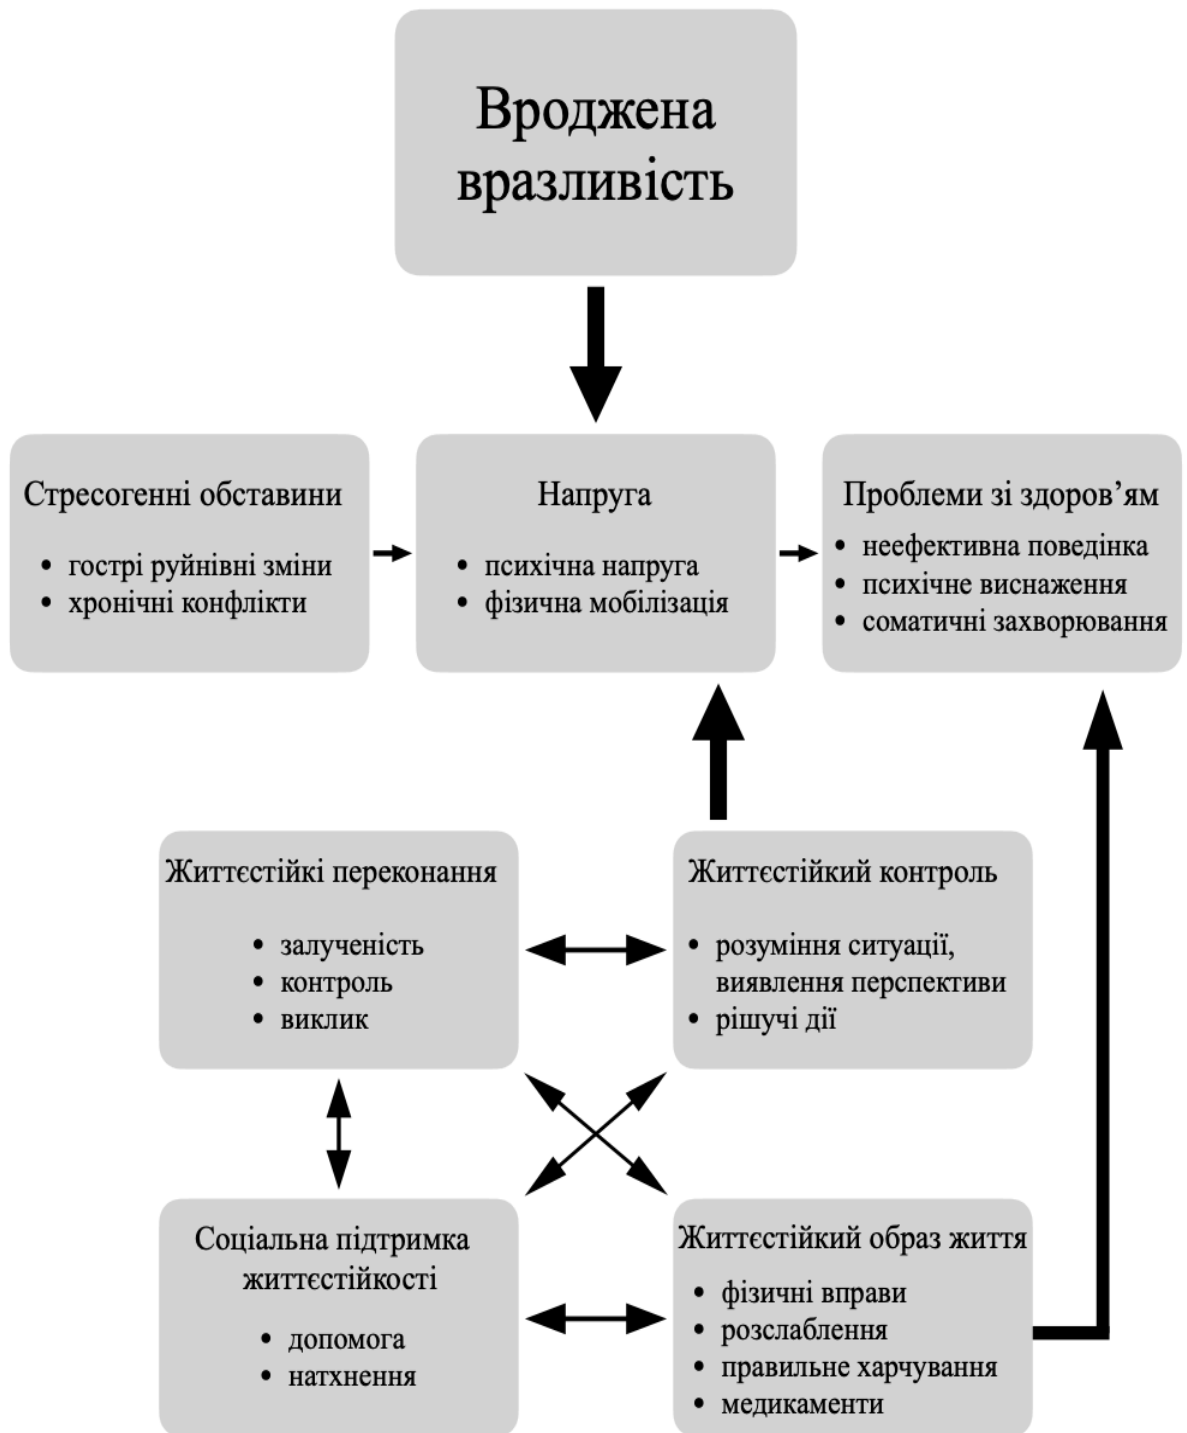 Вроджена
вразливість
Стресогенні обставини
• гострі руйнівні зміни
• хронічні конфлікти
Напруга
• психічна напруга
• фізична мобілізація
Проблеми зі здоров’ям
• неефективна поведінка
• психічне виснаження
• соматичні захворювання
Життєстійкі переконання
• залученість
• контроль
• виклик
Життєстійкий контроль
• розуміння ситуації,
виявлення перспективи
• рішучі дії
Соціальна підтримка
життєстійкості
• допомога
• натхнення
Життєстійкий образ життя
• фізичні вправи
• розслаблення
• правильне харчування
• медикаменти